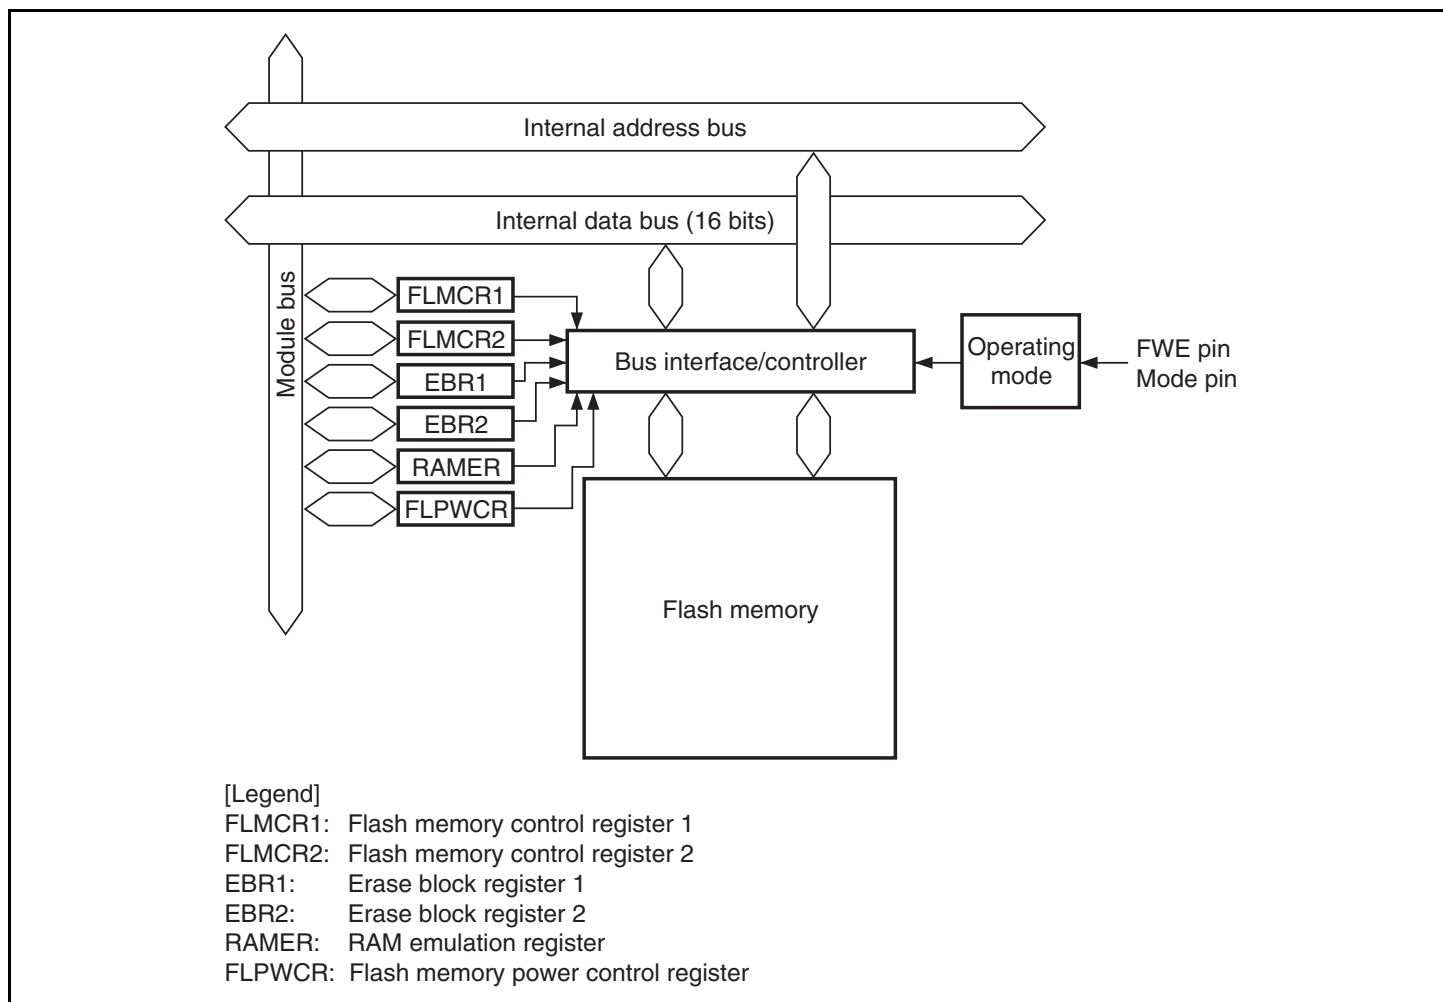 Internal address bus
Internal data bus (16 bits)
Module bus
FLMCR1
FLMCR2
EBR1
EBR2
RAMER
FLPWCR
Bus interface/controller
Operating
mode
FWE pin
Mode pin
Flash memory
[Legend]
FLMCR1: Flash memory control register 1
FLMCR2: Flash memory control register 2
EBR1: Erase block register 1
EBR2: Erase block register 2
RAMER: RAM emulation register
FLPWCR: Flash memory power control register